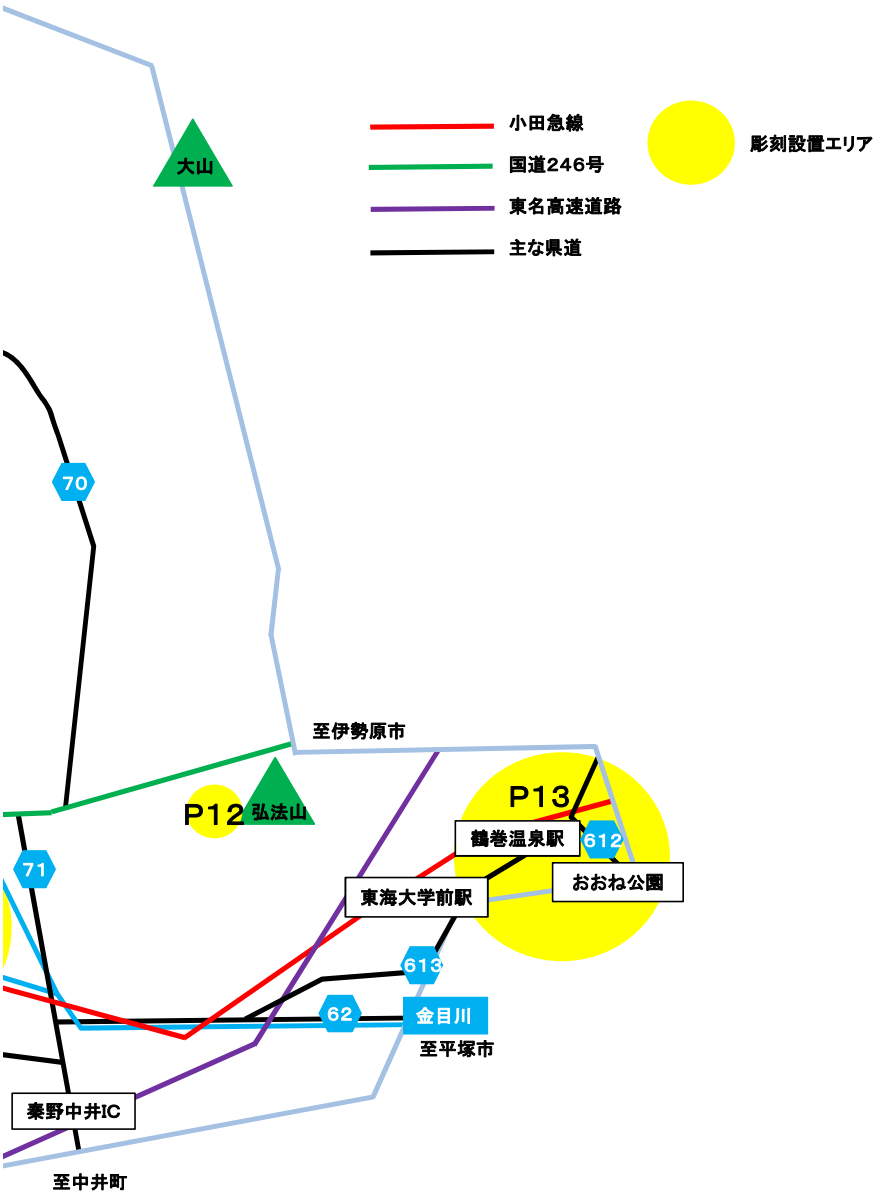 小田急線
国道246号
東名高速道路
主な県道
彫刻設置エリア
大山
70
至伊勢原市
P12
弘法山
P13
鶴巻温泉駅
612
71
おおね公園
東海大学前駅
613
62
金目川
至平塚市
秦野中井IC
至中井町